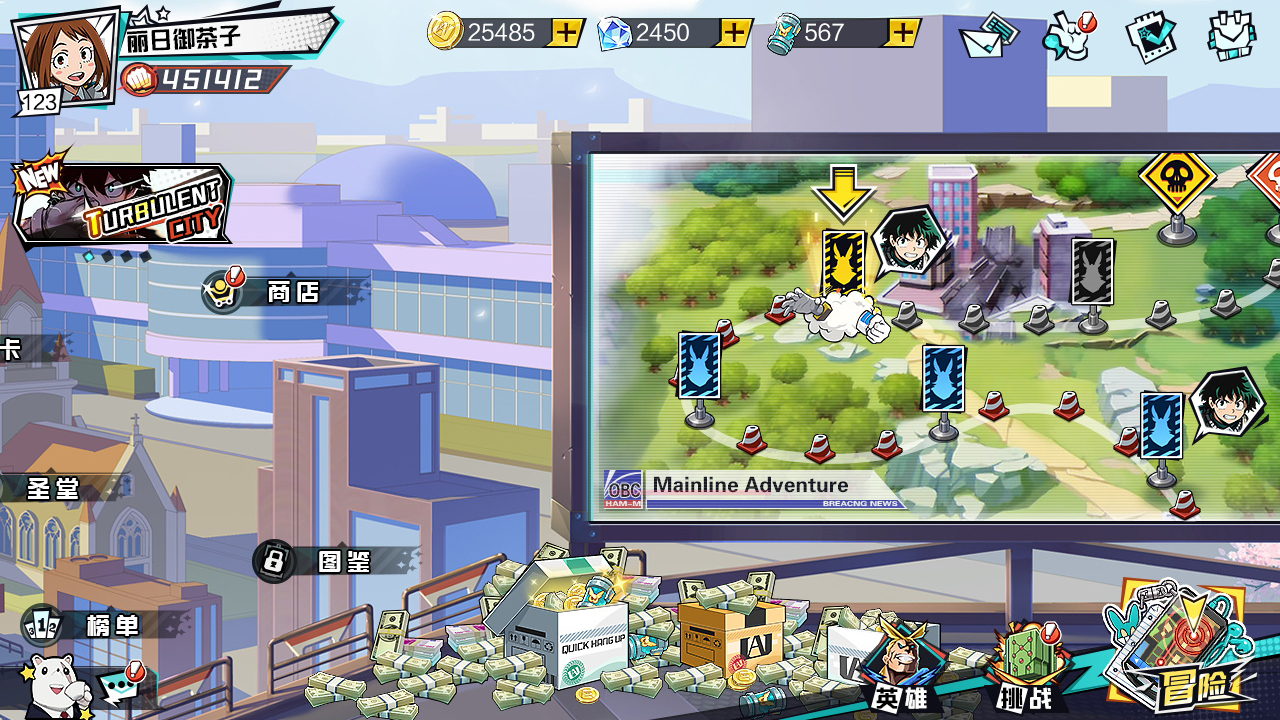 丽日御茶子
25485
2450
567
451412
123
NEW
TURBULENT
CITY
商店
卡
圣堂
OBC
HAM-M
Mainline Adventure
BREACNG NEWS
图鉴
榜单
QUICK HANG UP
英雄
挑战
冒险